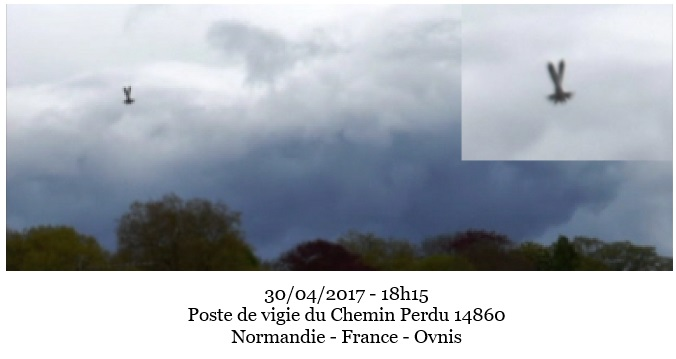 30/04/2017 - 18h15
Poste de vigie du Chemin Perdu 14860
Normandie - France - Ovnis